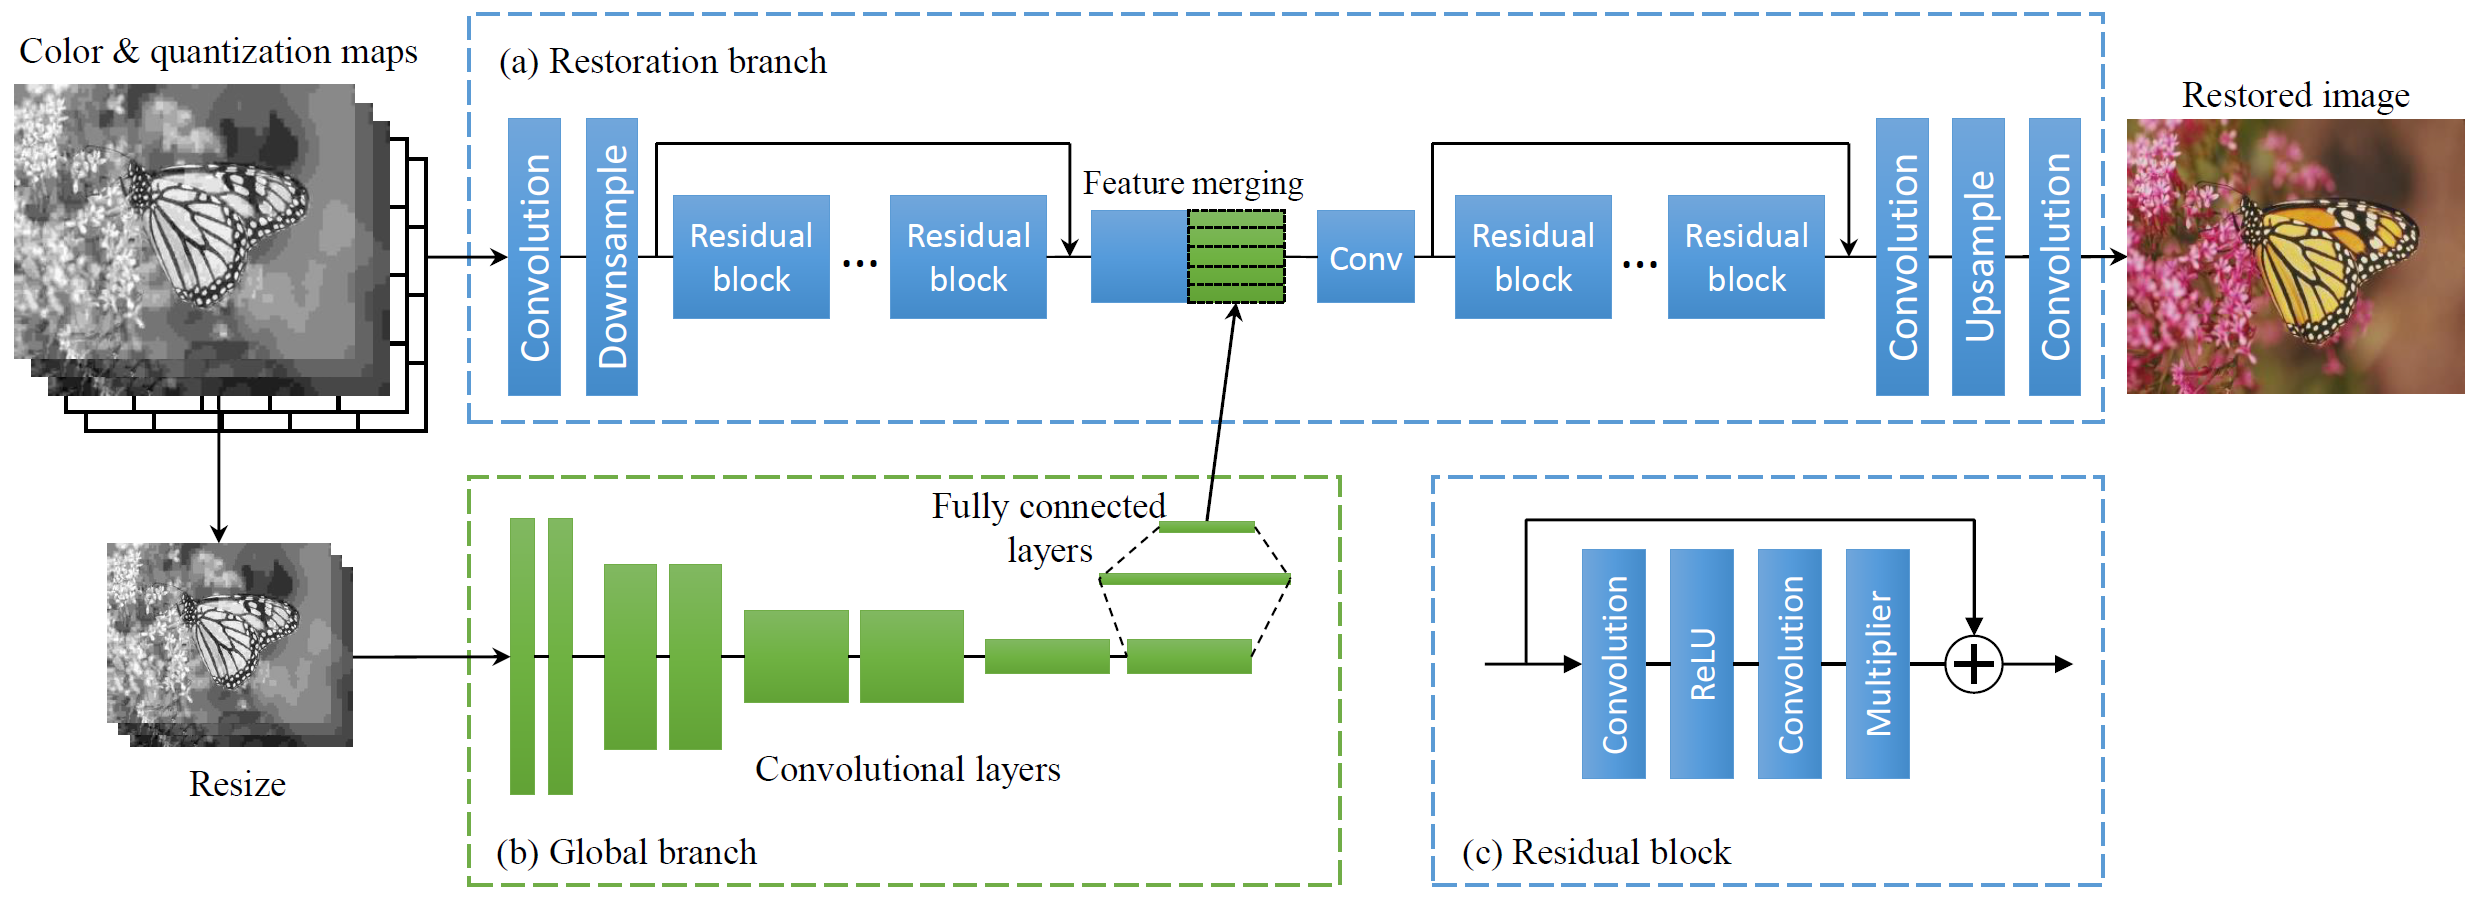 Color & quantization maps
(a) Restoration branch
Restored image
Convolution
Downsample
Residual
block
...
Residual
block
Feature merging
Conv
Residual
block
...
Residual
block
Convolution
Upsample
Convolution
Resize
Fully connected
layers
Convolutional layers
(b) Global branch
Convolution
ReLU
Convolution
Multiplier
(c) Residual block